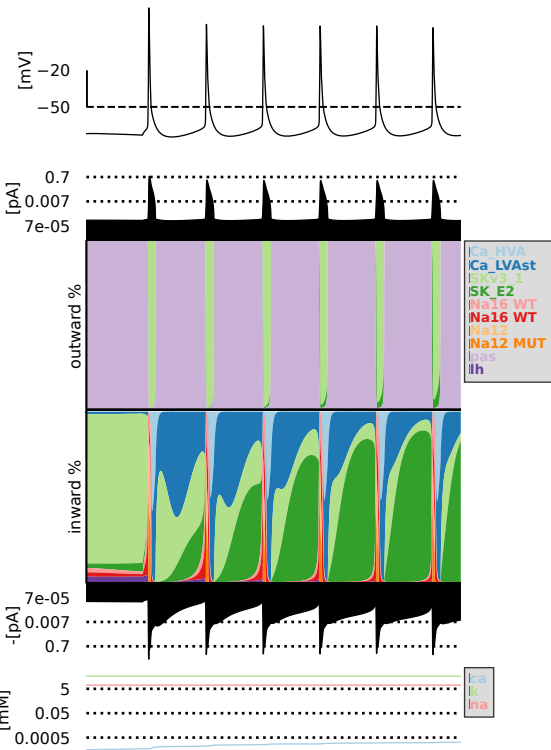 [mV]
−20
−50
[pA]
0.7
0.007
7e-05
outward %
Ca_HVA
Ca_LVAst
SKv3_1
SK_E2
Na16 WT
Na16 WT
Na12
Na12 MUT
pas
Ih
inward %
7e-05
0.007
0.7
-[pA]
[mM]
5
0.05
0.0005
ca
k
na